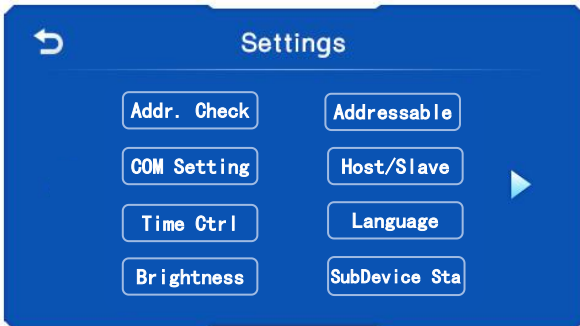 Settings
Addr. Check
Addressable
COM Setting
Host/Slave
Time Ctrl
Language
Brightness
SubDevice Sta